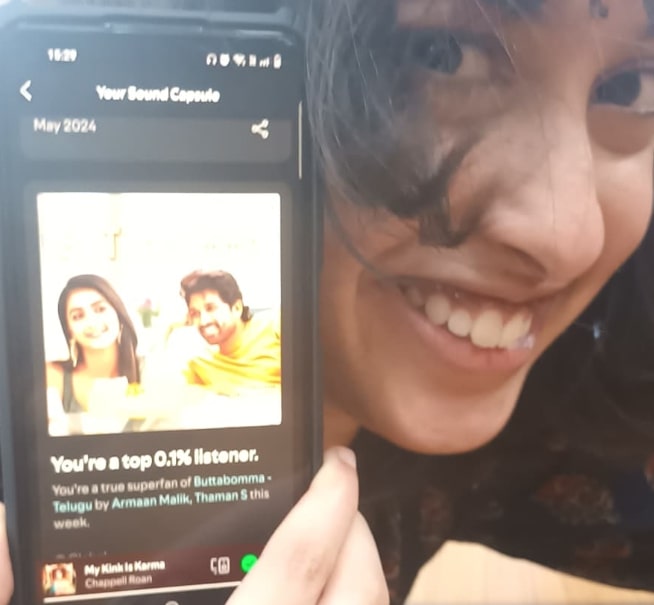 15:29
Your Sound Capsule
May 2024
You're a top 0.1% listener.
You're a true superfan of Buttabomma -
Telugu by Armaan Malik, Thaman S this
week.
My Kink Is Karma
Chappell Roan